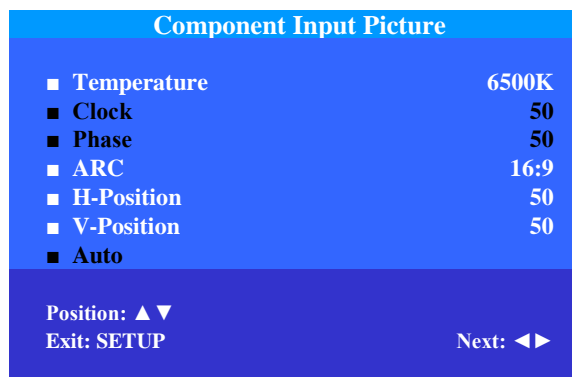 Component Input Picture
■ Temperature 6500K
■ Clock 50
■ Phase 50
■ ARC 16:9
■ H-Position 50
■ V-Position 50
■ Auto
Position: ▲▼
Exit: SETUP Next: ◄►